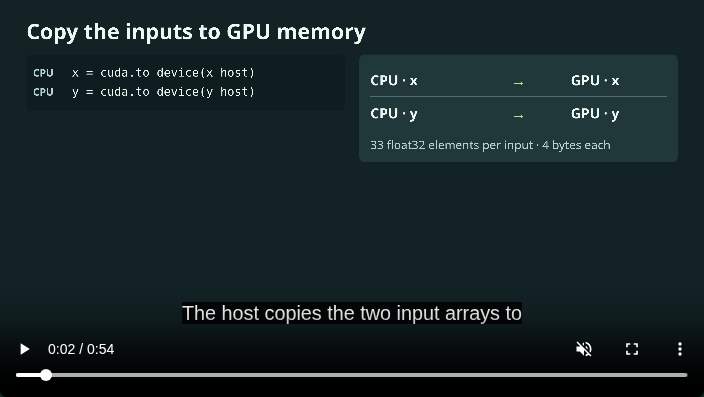 Copy the inputs to GPU memory
CPU x = cuda.to device(x host)
CPU y = cuda.to device(y host)
CPU · x → GPU · x
CPU · y → GPU · y
33 float32 elements per input · 4 bytes each
The host copies the two input arrays to
0:02 / 0:54